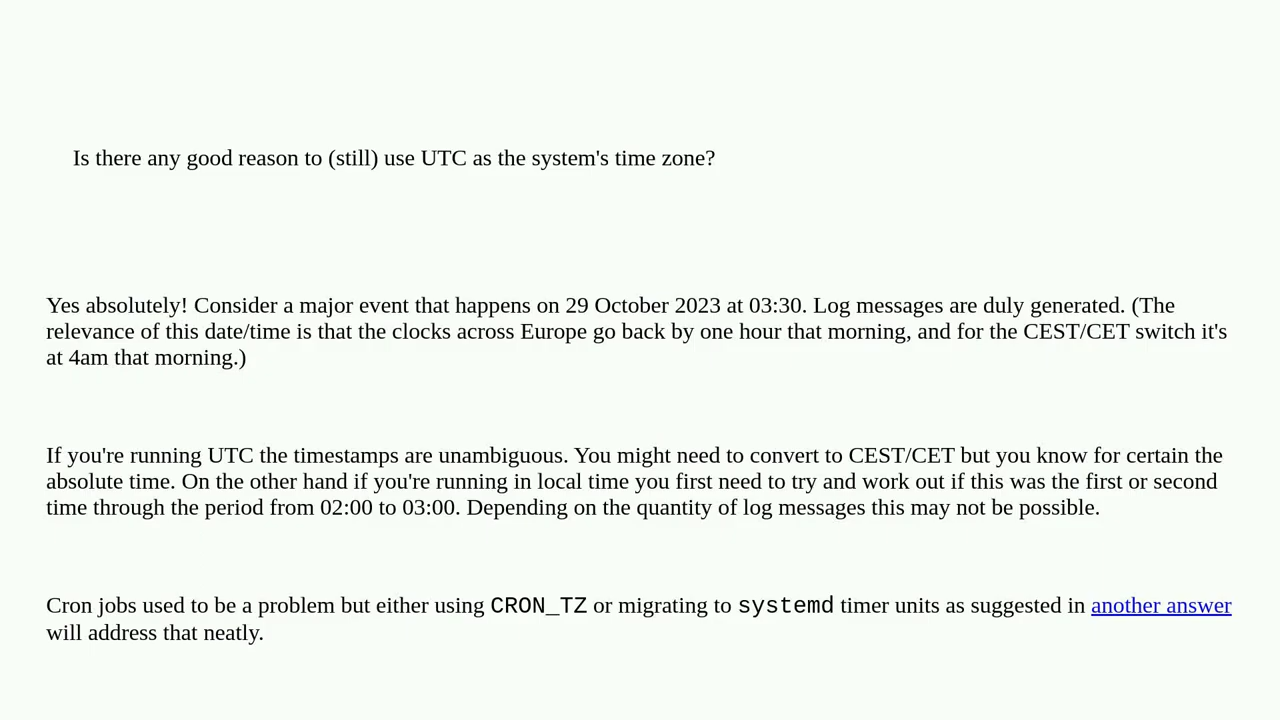 Is there any good reason to (still) use UTC as the system's time zone?
Yes absolutely! Consider a major event that happens on 29 October 2023 at 03:30. Log messages are duly generated. (The
relevance of this date/time is that the clocks across Europe go back by one hour that morning, and for the CEST/CET switch it's
at 4am that morning.)
If you're running UTC the timestamps are unambiguous. You might need to convert to CEST/CET but you know for certain the
absolute time. On the other hand if you're running in local time you first need to try and work out if this was the first or second
time through the period from 02:00 to 03:00. Depending on the quantity of log messages this may not be possible.
Cron jobs used to be a problem but either using CRON_TZ or migrating to systemd timer units as suggested in another answer
will address that neatly.